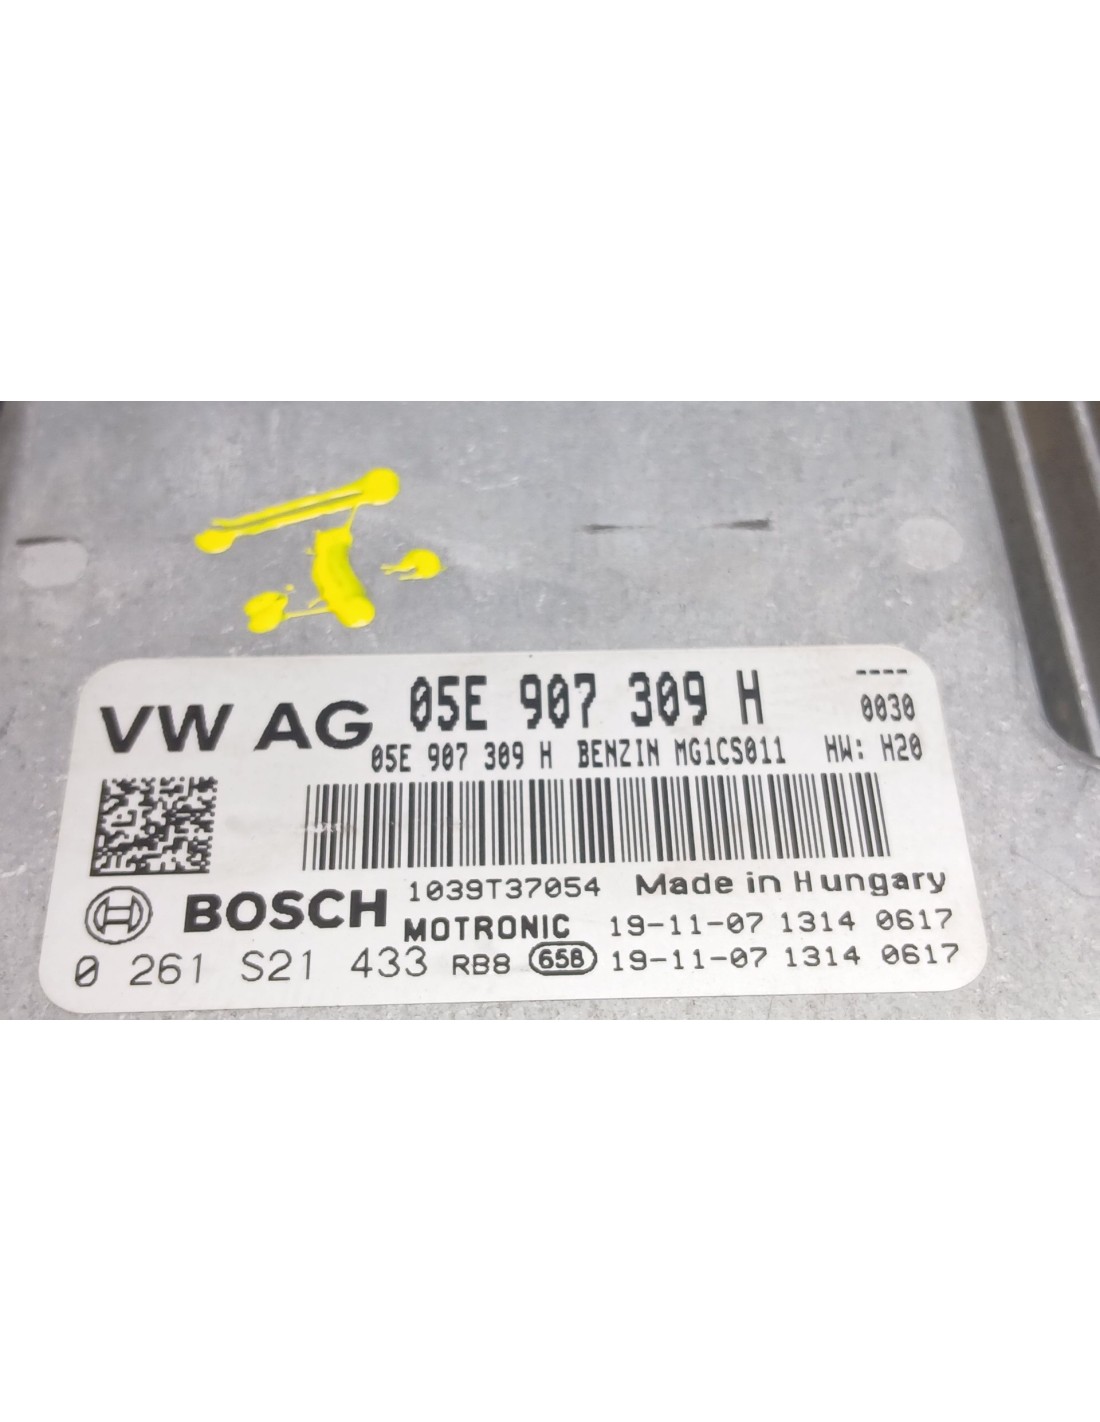 VW AG 05E 907 309 H ----
0030
05E 907 309 H BENZIN MG1CS011 HW: H20
BOSCH 1039T37054 Made in Hungary
MOTRONIC 19-11-07 1314 0617
0 261 S21 433 RB8 65B 19-11-07 1314 0617